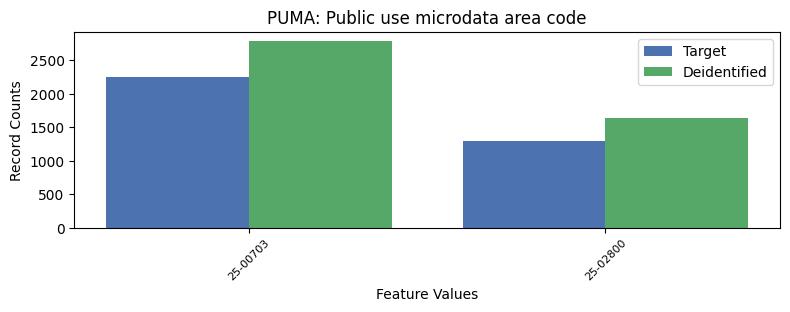 PUMA: Public use microdata area code
Target
Deidentified
Record Counts
2500
2000
1500
1000
500
0
25-00703
25-02800
Feature Values